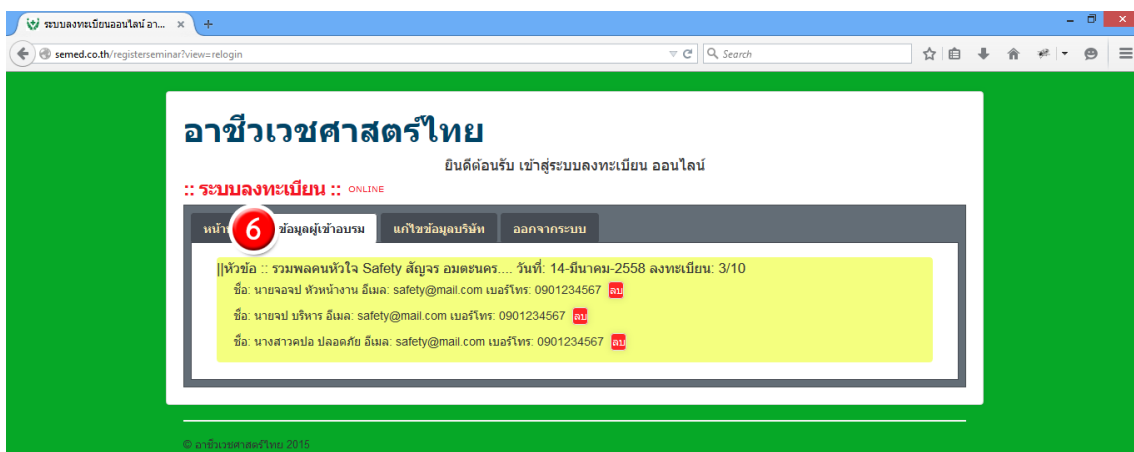 ระบบลงทะเบียนออนไลน์ อา...
semed.co.th/registerseminar?view=relogin
Search
อาชีวเวชศาสตร์ไทย
ยินดีต้อนรับ เข้าสู่ระบบลงทะเบียน ออนไลน์
:: ระบบลงทะเบียน :: ONLINE
6 ข้อมูลผู้เข้าอบรม แก้ไขข้อมูลบริษัท ออกจากระบบ
||หัวข้อ :: รวมพลคนหัวใจ Safety สัญจร อมตะนคร.... วันที่: 14-มีนาคม-2558 ลงทะเบียน: 3/10
ชื่อ: นายจอจป หัวหน้างาน อีเมล: safety@mail.com เบอร์โทร: 0901234567 ลบ
ชื่อ: นายจป บริหาร อีเมล: safety@mail.com เบอร์โทร: 0901234567 ลบ
ชื่อ: นางสาวคปอ ปลอดภัย อีเมล: safety@mail.com เบอร์โทร: 0901234567 ลบ
© อาชีวเวชศาสตร์ไทย 2015